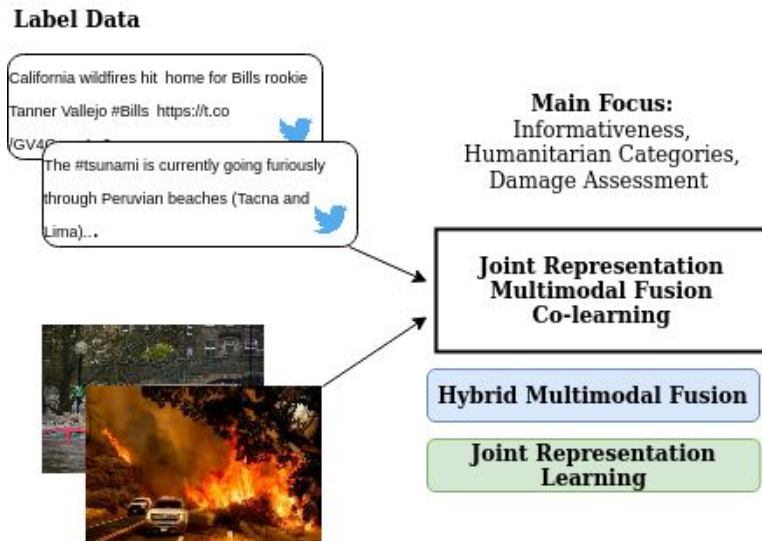 Label Data
California wildfires hit home for Bills rookie
Tanner Vallejo #Bills https://t.co
The #tsunami is currently going furiously
through Peruvian beaches (Tacna and
Lima)...
Main Focus:
Informativeness,
Humanitarian Categories,
Damage Assessment
Joint Representation
Multimodal Fusion
Co-learning
Hybrid Multimodal Fusion
Joint Representation
Learning